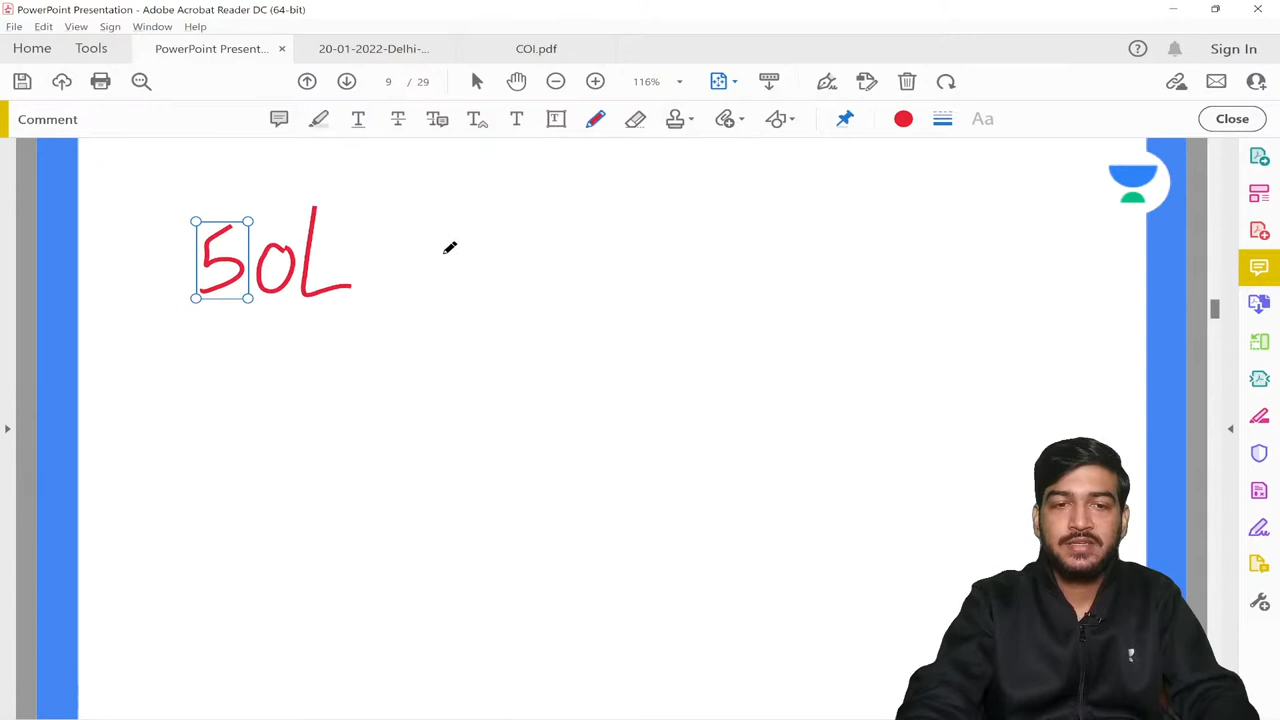 PowerPoint Presentation - Adobe Acrobat Reader DC (64-bit)
File Edit View Sign Window Help
Home Tools PowerPoint Present... × 20-01-2022-Delhi-... COI.pdf Sign In
9 / 29 116%
Comment Aa Close
50L